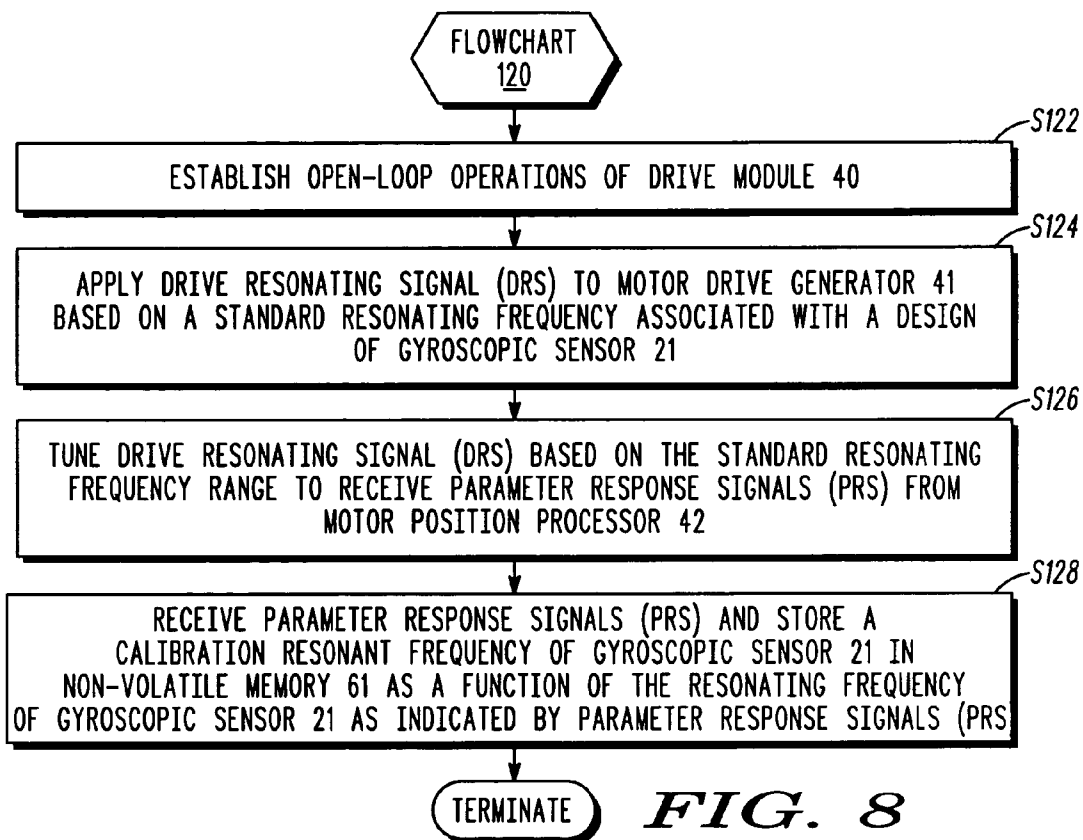 FLOWCHART
120
S122
ESTABLISH OPEN-LOOP OPERATIONS OF DRIVE MODULE 40
S124
APPLY DRIVE RESONATING SIGNAL (DRS) TO MOTOR DRIVE GENERATOR 41
BASED ON A STANDARD RESONATING FREQUENCY ASSOCIATED WITH A DESIGN
OF GYROSCOPIC SENSOR 21
S126
TUNE DRIVE RESONATING SIGNAL (DRS) BASED ON THE STANDARD RESONATING
FREQUENCY RANGE TO RECEIVE PARAMETER RESPONSE SIGNALS (PRS) FROM
MOTOR POSITION PROCESSOR 42
S128
RECEIVE PARAMETER RESPONSE SIGNALS (PRS) AND STORE A
CALIBRATION RESONANT FREQUENCY OF GYROSCOPIC SENSOR 21 IN
NON-VOLATILE MEMORY 61 AS A FUNCTION OF THE RESONATING FREQUENCY
OF GYROSCOPIC SENSOR 21 AS INDICATED BY PARAMETER RESPONSE SIGNALS (PRS
TERMINATE
FIG. 8